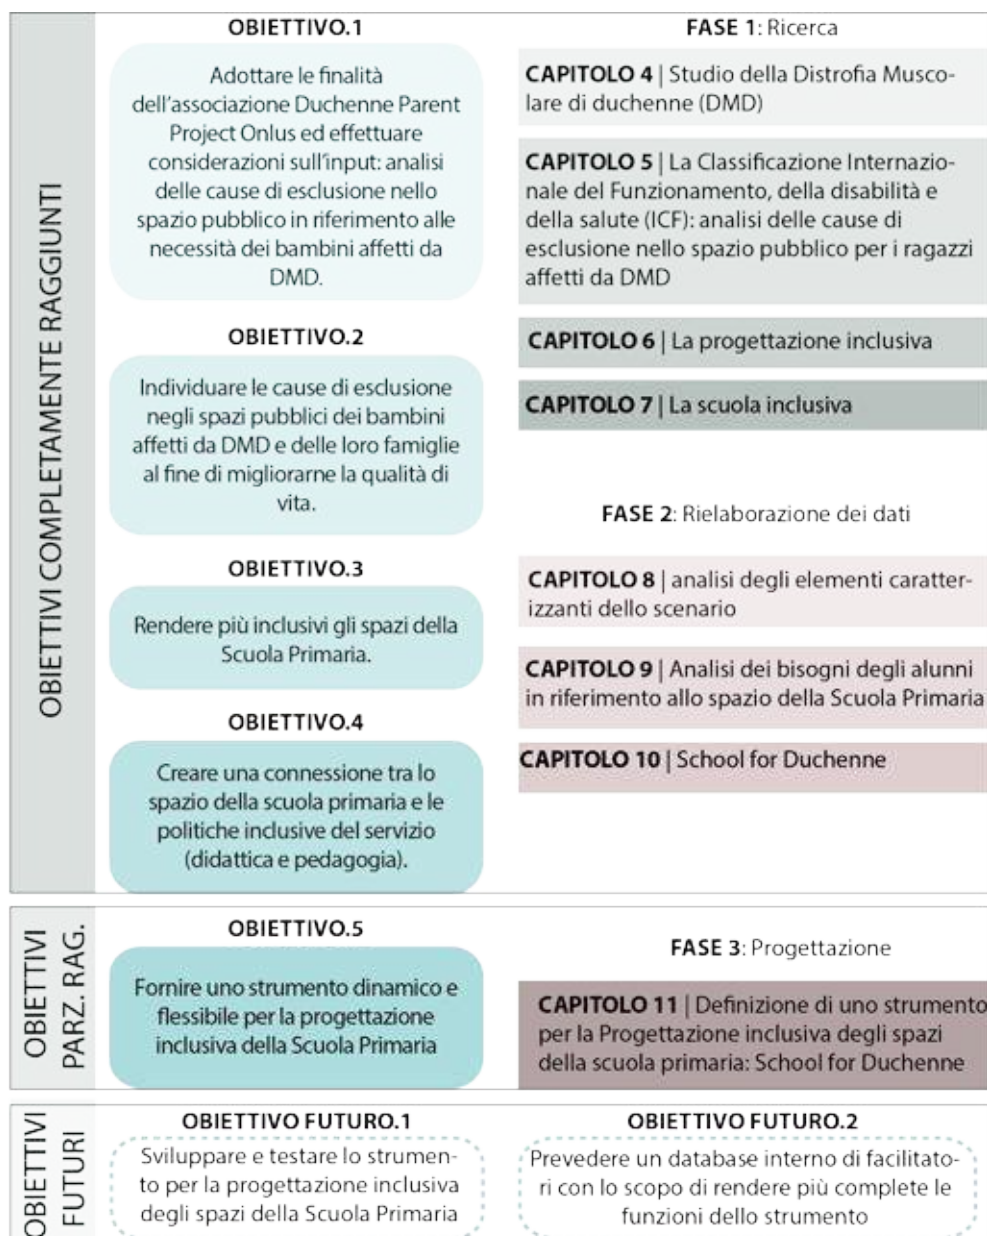 OBIETTIVI COMPLETAMENTE RAGGIUNTI
OBIETTIVO.1
Adottare le finalità
dell'associazione Duchenne Parent
Project Onlus ed effettuare
considerazioni sull'input: analisi
delle cause di esclusione nello
spazio pubblico in riferimento alle
necessità dei bambini affetti da
DMD.
OBIETTIVO.2
Individuare le cause di esclusione
negli spazi pubblici dei bambini
affetti da DMD e delle loro famiglie
al fine di migliorarne la qualità di
vita.
OBIETTIVO.3
Rendere più inclusivi gli spazi della
Scuola Primaria.
OBIETTIVO.4
Creare una connessione tra lo
spazio della scuola primaria e le
politiche inclusive del servizio
(didattica e pedagogia).
FASE 1: Ricerca
CAPITOLO 4 | Studio della Distrofia Musco-
lare di duchenne (DMD)
CAPITOLO 5 | La Classificazione Internazio-
nale del Funzionamento, della disabilità e
della salute (ICF): analisi delle cause di
esclusione nello spazio pubblico per i ragazzi
affetti da DMD
CAPITOLO 6 | La progettazione inclusiva
CAPITOLO 7 | La scuola inclusiva
FASE 2: Rielaborazione dei dati
CAPITOLO 8 | analisi degli elementi caratter-
izzanti dello scenario
CAPITOLO 9 | Analisi dei bisogni degli alunni
in riferimento allo spazio della Scuola Primaria
CAPITOLO 10 | School for Duchenne
OBIETTIVI
PARZ. RAG.
OBIETTIVO.5
Fornire uno strumento dinamico e
flessibile per la progettazione
inclusiva della Scuola Primaria
FASE 3: Progettazione
CAPITOLO 11 | Definizione di uno strumento
per la Progettazione inclusiva degli spazi
della scuola primaria: School for Duchenne
OBIETTIVI
FUTURI
OBIETTIVO FUTURO.1
Sviluppare e testare lo strumen-
to per la progettazione inclusiva
degli spazi della Scuola Primaria
OBIETTIVO FUTURO.2
Prevedere un database interno di facilitato-
ri con lo scopo di rendere più complete le
funzioni dello strumento